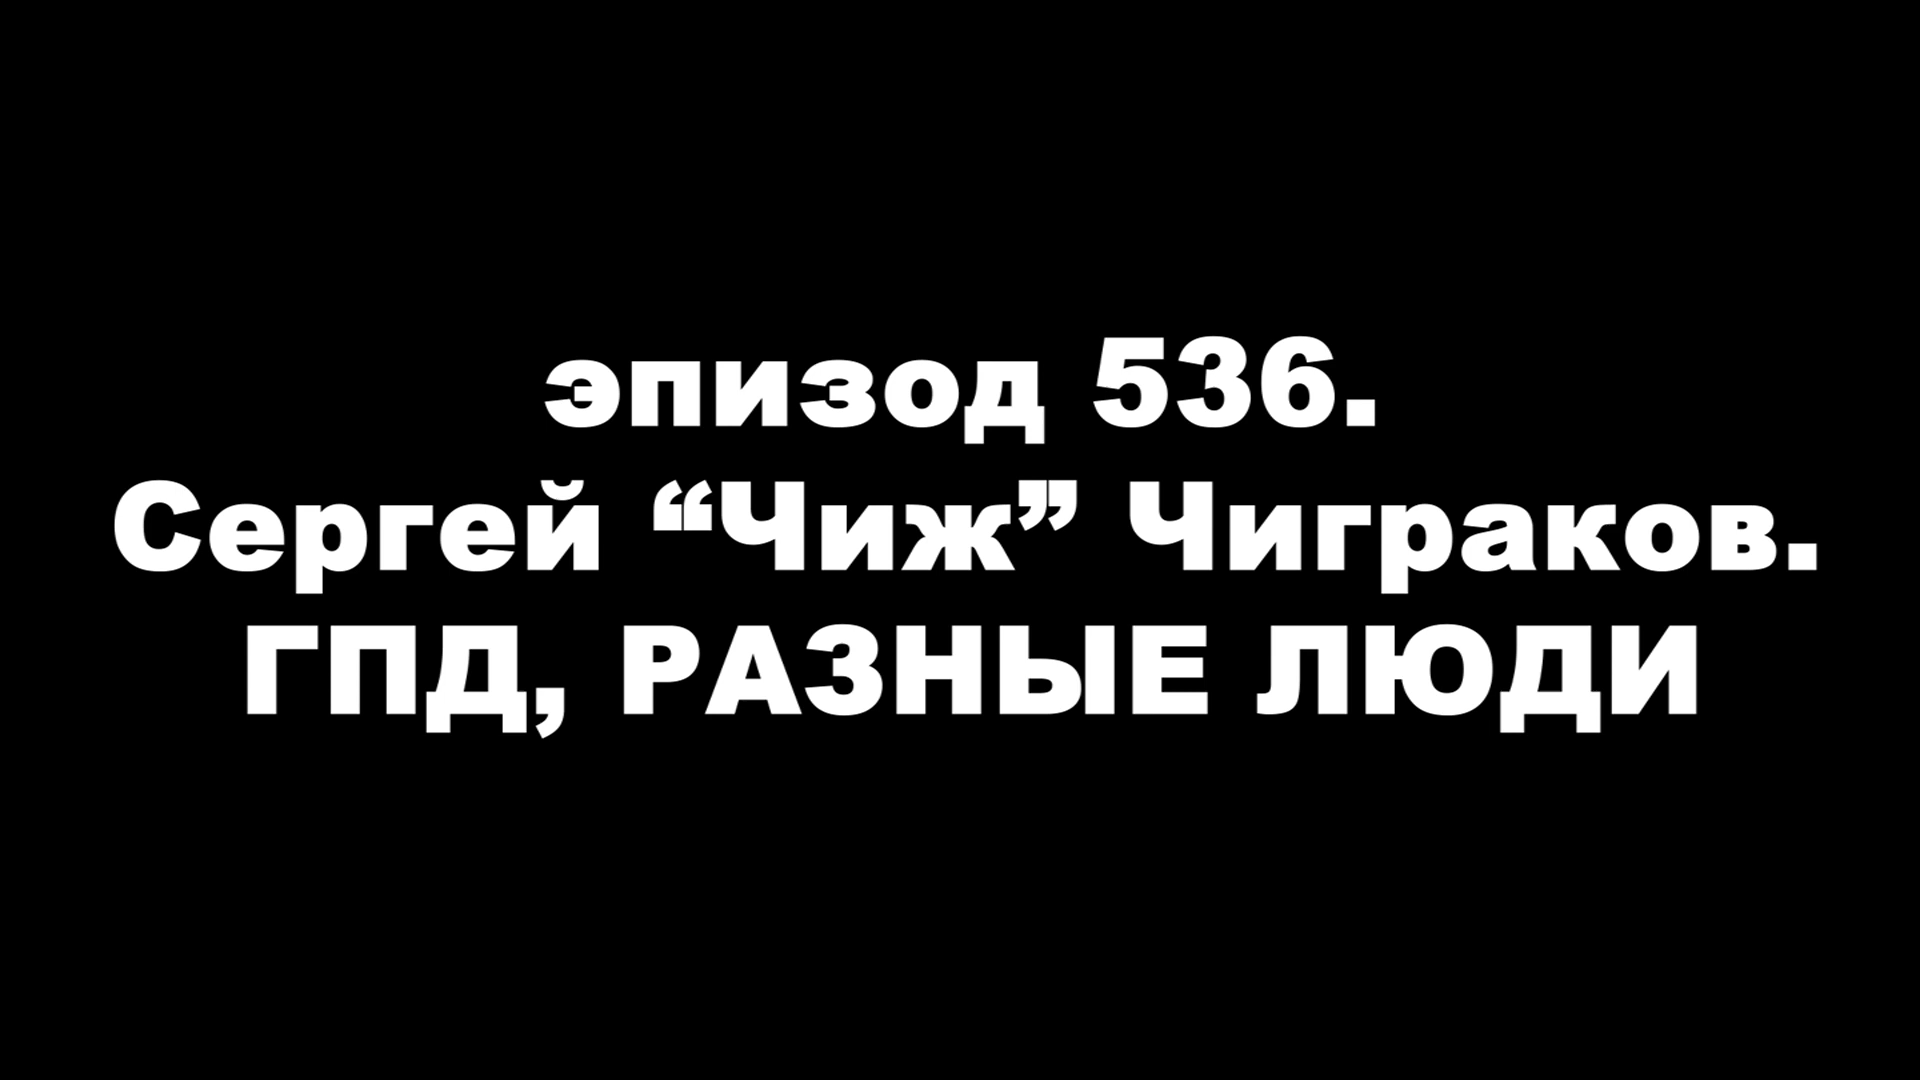 эпизод 536.
Сергей “Чиж” Чиграков.
ГПД, РАЗНЫЕ ЛЮДИ